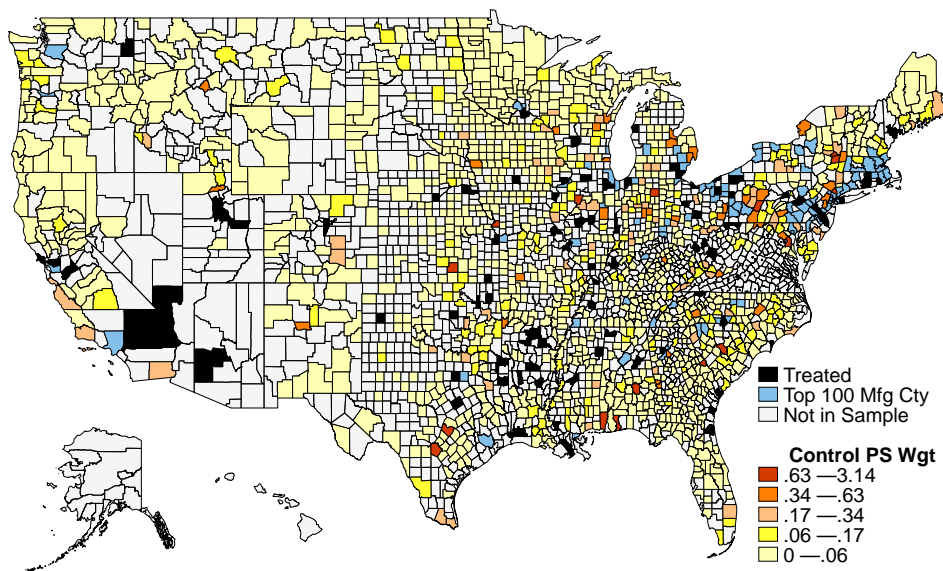 Treated
Top 100 Mfg Cty
Not in Sample
Control PS Wgt
.63 —3.14
.34 —.63
.17 —.34
.06 —.17
0 —.06